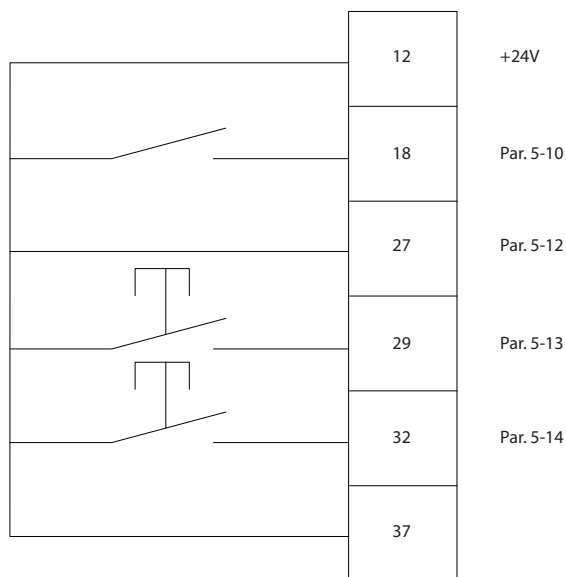 12 +24V
18 Par. 5-10
27 Par. 5-12
29 Par. 5-13
32 Par. 5-14
37